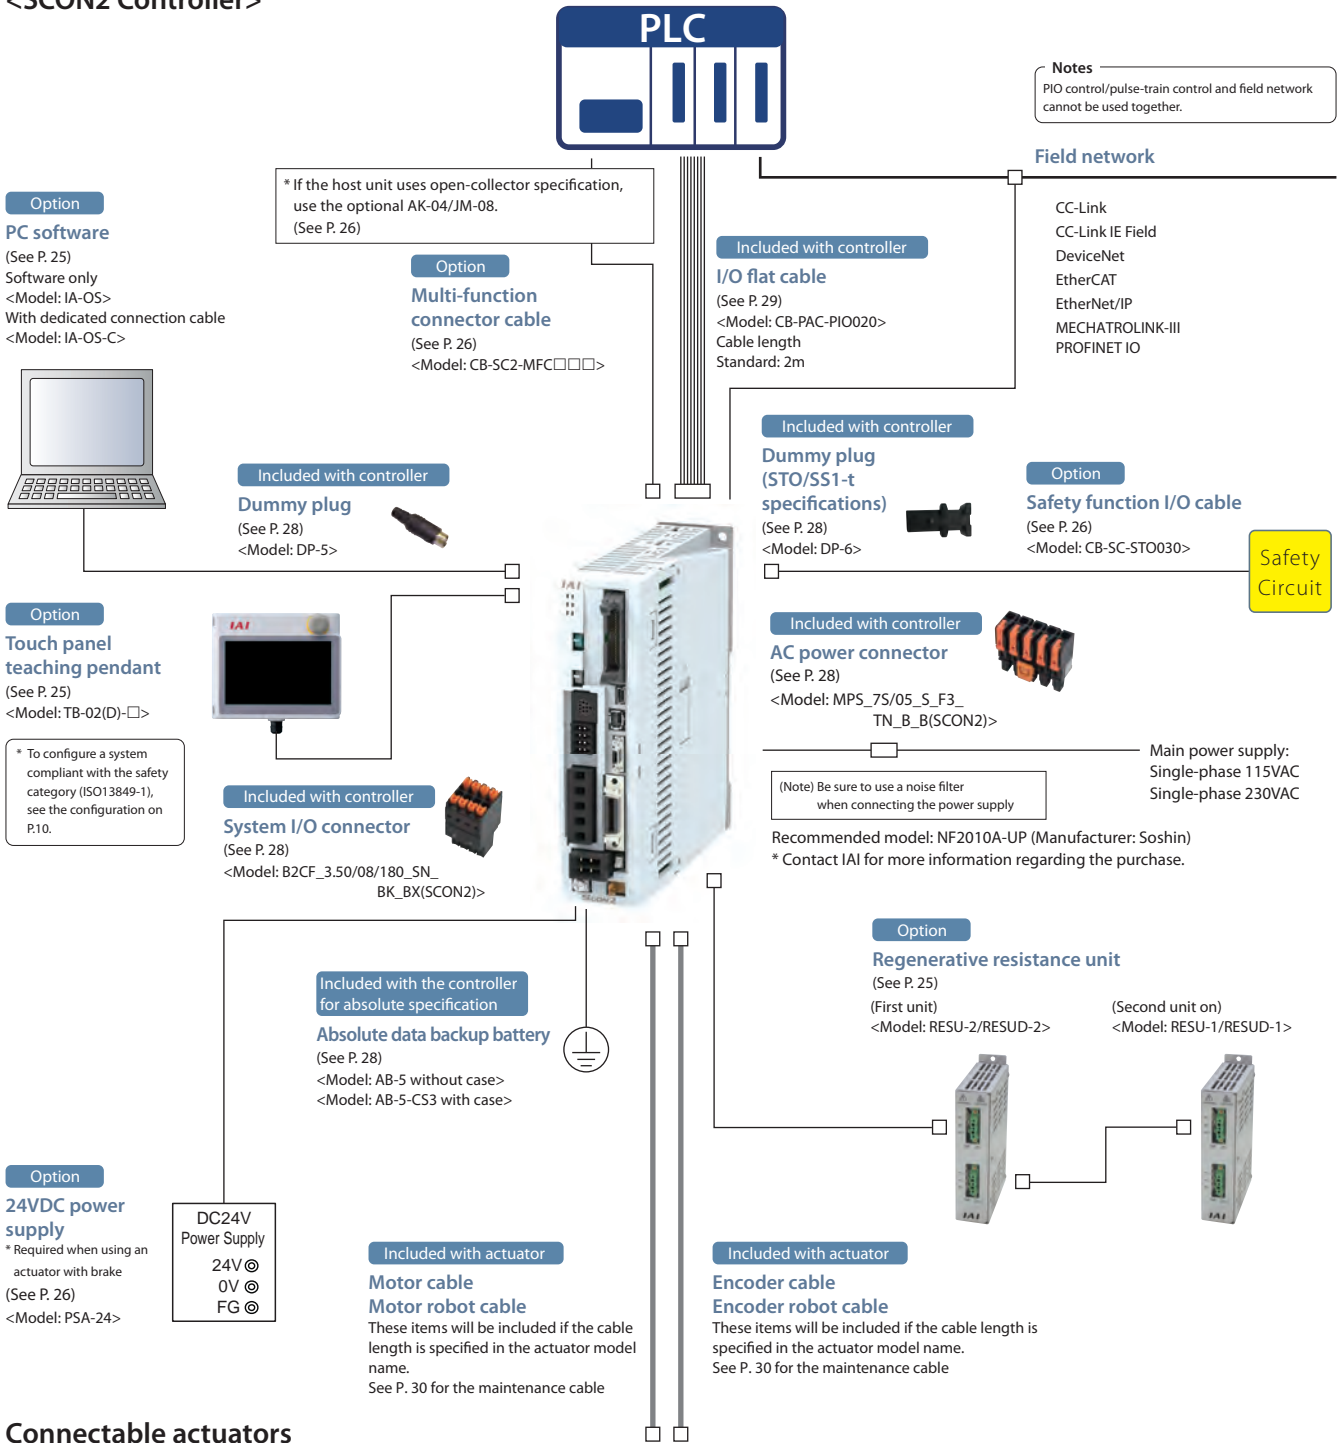 <SCON2 Controller>
PLC
Notes
PIO control/pulse-train control and field network
cannot be used together.
Field network
CC-Link
CC-Link IE Field
DeviceNet
EtherCAT
EtherNet/IP
MECHATROLINK-III
PROFINET IO
* If the host unit uses open-collector specification,
use the optional AK-04/JM-08.
(See P. 26)
Option
PC software
(See P. 25)
Software only
<Model: IA-OS>
With dedicated connection cable
<Model: IA-OS-C>
Option
Multi-function
connector cable
(See P. 26)
<Model: CB-SC2-MFC□□□>
Included with controller
I/O flat cable
(See P. 29)
<Model: CB-PAC-PIO020>
Cable length
Standard: 2m
Included with controller
Dummy plug
(See P. 28)
<Model: DP-5>
Included with controller
Dummy plug
(STO/SS1-t
specifications)
(See P. 28)
<Model: DP-6>
Option
Safety function I/O cable
(See P. 26)
<Model: CB-SC-STO030>
Safety
Circuit
Option
Touch panel
teaching pendant
(See P. 25)
<Model: TB-02(D)-□>
* To configure a system
compliant with the safety
category (ISO13849-1),
see the configuration on
P.10.
IAI
IAI
Included with controller
AC power connector
(See P. 28)
<Model: MPS_7S/05_S_F3_
TN_B_B(SCON2)>
Main power supply:
Single-phase 115VAC
Single-phase 230VAC
(Note) Be sure to use a noise filter
when connecting the power supply
Recommended model: NF2010A-UP (Manufacturer: Soshin)
* Contact IAI for more information regarding the purchase.
Included with controller
System I/O connector
(See P. 28)
<Model: B2CF_3.50/08/180_SN_
BK_BX(SCON2)>
SCON2
Included with the controller
for absolute specification
Absolute data backup battery
(See P. 28)
<Model: AB-5 without case>
<Model: AB-5-CS3 with case>
Option
Regenerative resistance unit
(See P. 25)
(First unit)
<Model: RESU-2/RESUD-2>
(Second unit on)
<Model: RESU-1/RESUD-1>
IAI
IAI
Option
24VDC power
supply
* Required when using an
actuator with brake
(See P. 26)
<Model: PSA-24>
DC24V
Power Supply
24V
0V
FG
Included with actuator
Motor cable
Motor robot cable
These items will be included if the cable
length is specified in the actuator model
name.
See P. 30 for the maintenance cable
Included with actuator
Encoder cable
Encoder robot cable
These items will be included if the cable length is
specified in the actuator model name.
See P. 30 for the maintenance cable
Connectable actuators